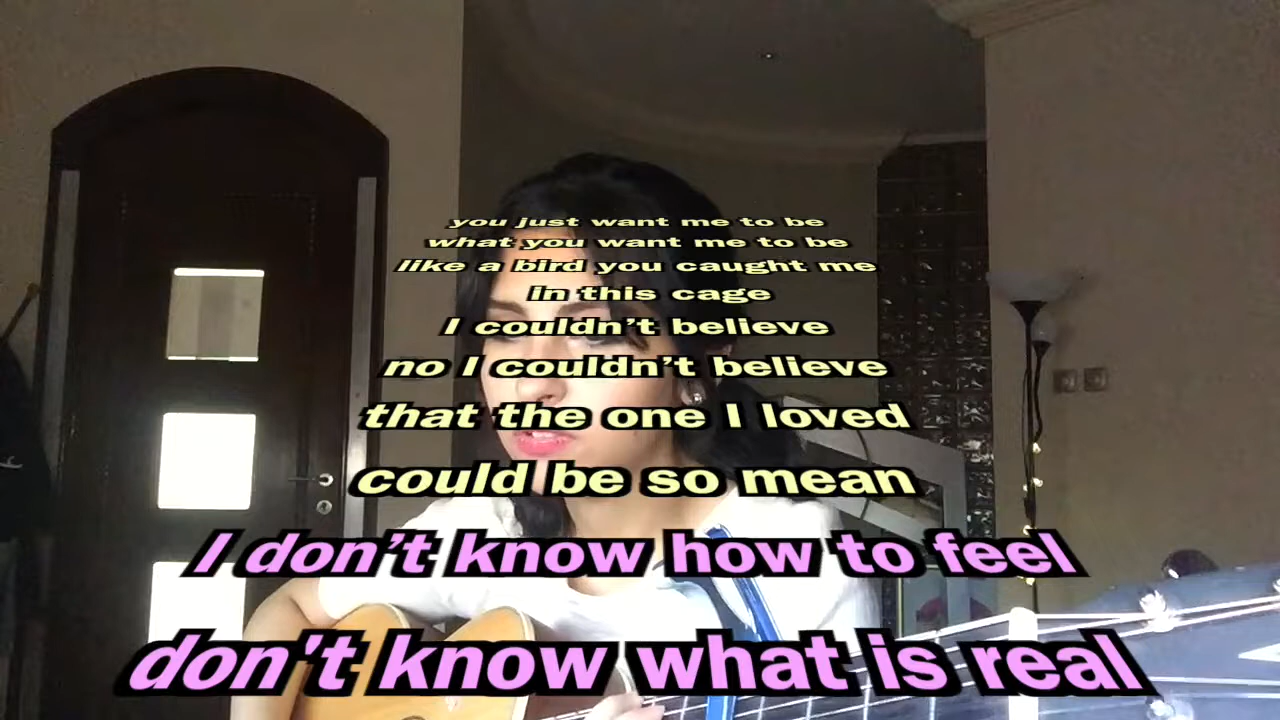 you just want me to be
what you want me to be
like a bird you caught me
in this cage
I couldn’t believe
no I couldn’t believe
that the one I loved
could be so mean
I don’t know how to feel
don't know what is real